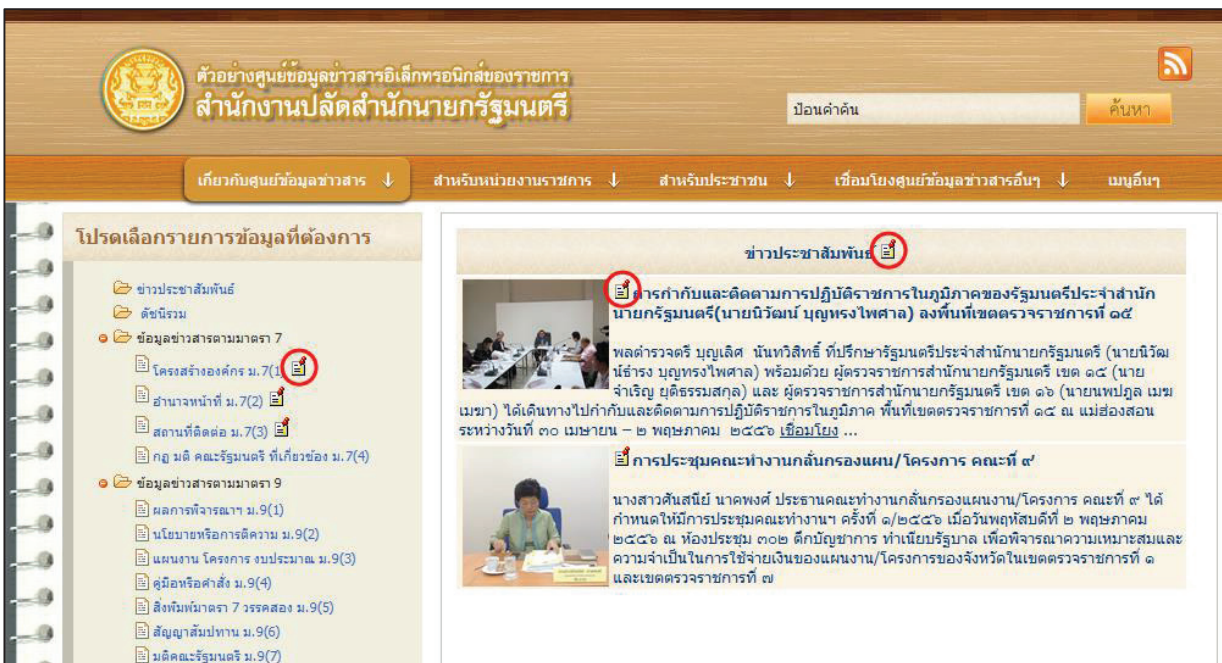 ตัวอย่างศูนย์ข้อมูลข่าวสารอิเล็กทรอนิกส์ของราชการ
สำนักงานปลัดสำนักนายกรัฐมนตรี
ป้อนคำค้น
ค้นหา
เกี่ยวกับศูนย์ข้อมูลข่าวสาร ↓ สำหรับหน่วยงานราชการ ↓ สำหรับประชาชน ↓ เชื่อมโยงศูนย์ข้อมูลข่าวสารอื่นๆ ↓ เมนูอื่นๆ
โปรดเลือกรายการข้อมูลที่ต้องการ
ข่าวประชาสัมพันธ์
ดัชนีรวม
ข้อมูลข่าวสารตามมาตรา 7
โครงสร้างองค์กร ม.7(1)
อำนาจหน้าที่ ม.7(2)
สถานที่ติดต่อ ม.7(3)
กฎ มติ คณะรัฐมนตรี ที่เกี่ยวข้อง ม.7(4)
ข้อมูลข่าวสารตามมาตรา 9
ผลการพิจารณาฯ ม.9(1)
นโยบายหรือการตีความ ม.9(2)
แผนงาน โครงการ งบประมาณ ม.9(3)
คู่มือหรือคำสั่ง ม.9(4)
สิ่งพิมพ์มาตรา 7 วรรคสอง ม.9(5)
สัญญาสัมปทาน ม.9(6)
มติคณะรัฐมนตรี ม.9(7)
ข่าวประชาสัมพันธ์
การกำกับและติดตามการปฏิบัติราชการในภูมิภาคของรัฐมนตรีประจำสำนัก
นายกรัฐมนตรี(นายนิวัฒน์ บุญทรงไพศาล) ลงพื้นที่เขตตรวจราชการที่ ๑๕
พลตำรวจตรี บุญเลิศ นันทวิสิทธิ์ ที่ปรึกษารัฐมนตรีประจำสำนักนายกรัฐมนตรี (นายนิวัฒ
น์ธำรง บุญทรงไพศาล) พร้อมด้วย ผู้ตรวจราชการสำนักนายกรัฐมนตรี เขต ๑๕ (นาย
จำเริญ ยุติธรรมสกุล) และ ผู้ตรวจราชการสำนักนายกรัฐมนตรี เขต ๑๖ (นายนพปฎล เมฆ
เมฆา) ได้เดินทางไปกำกับและติดตามการปฏิบัติราชการในภูมิภาค พื้นที่เขตตรวจราชการที่ ๑๕ ณ แม่ฮ่องสอน
ระหว่างวันที่ ๓๐ เมษายน – ๒ พฤษภาคม ๒๕๕๖ เชื่อมโยง ...
การประชุมคณะทำงานกลั่นกรองแผน/โครงการ คณะที่ ๙
นางสาวศันสนีย์ นาคพงศ์ ประธานคณะทำงานกลั่นกรองแผนงาน/โครงการ คณะที่ ๙ ได้
กำหนดให้มีการประชุมคณะทำงานฯ ครั้งที่ ๑/๒๕๕๖ เมื่อวันพฤหัสบดีที่ ๒ พฤษภาคม
๒๕๕๖ ณ ห้องประชุม ๓๐๒ ตึกบัญชาการ ทำเนียบรัฐบาล เพื่อพิจารณาความเหมาะสมและ
ความจำเป็นในการใช้จ่ายเงินของแผนงาน/โครงการของจังหวัดในเขตตรวจราชการที่ ๑
และเขตตรวจราชการที่ ๗